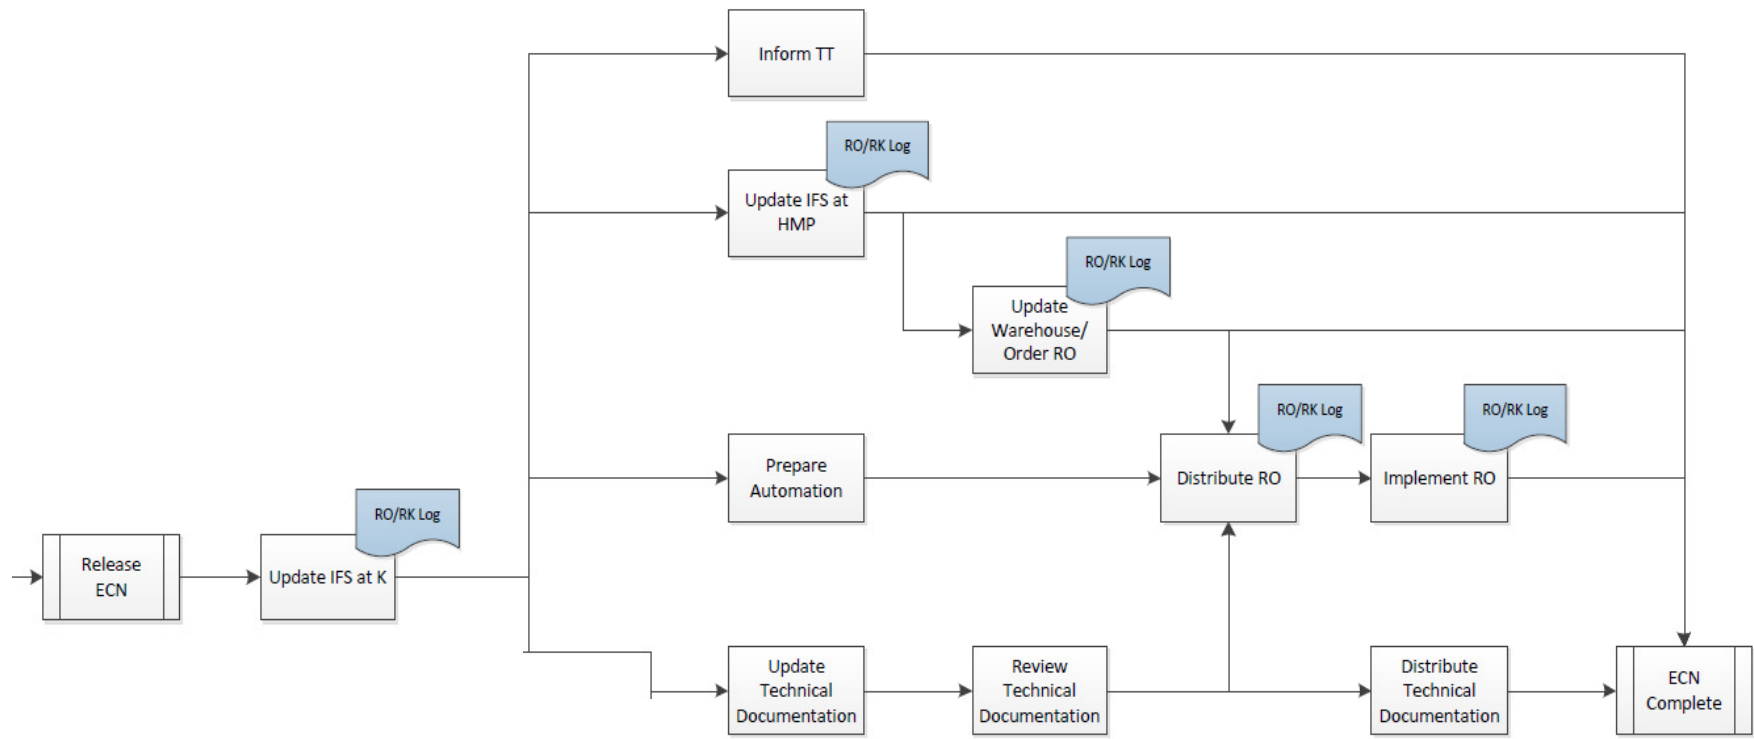 Inform TT
RO/RK Log
Update IFS at
HMP
RO/RK Log
Update
Warehouse/
Order RO
RO/RK Log
RO/RK Log
Prepare
Automation
Distribute RO
Implement RO
RO/RK Log
Release
ECN
Update IFS at K
Update
Technical
Documentation
Review
Technical
Documentation
Distribute
Technical
Documentation
ECN
Complete